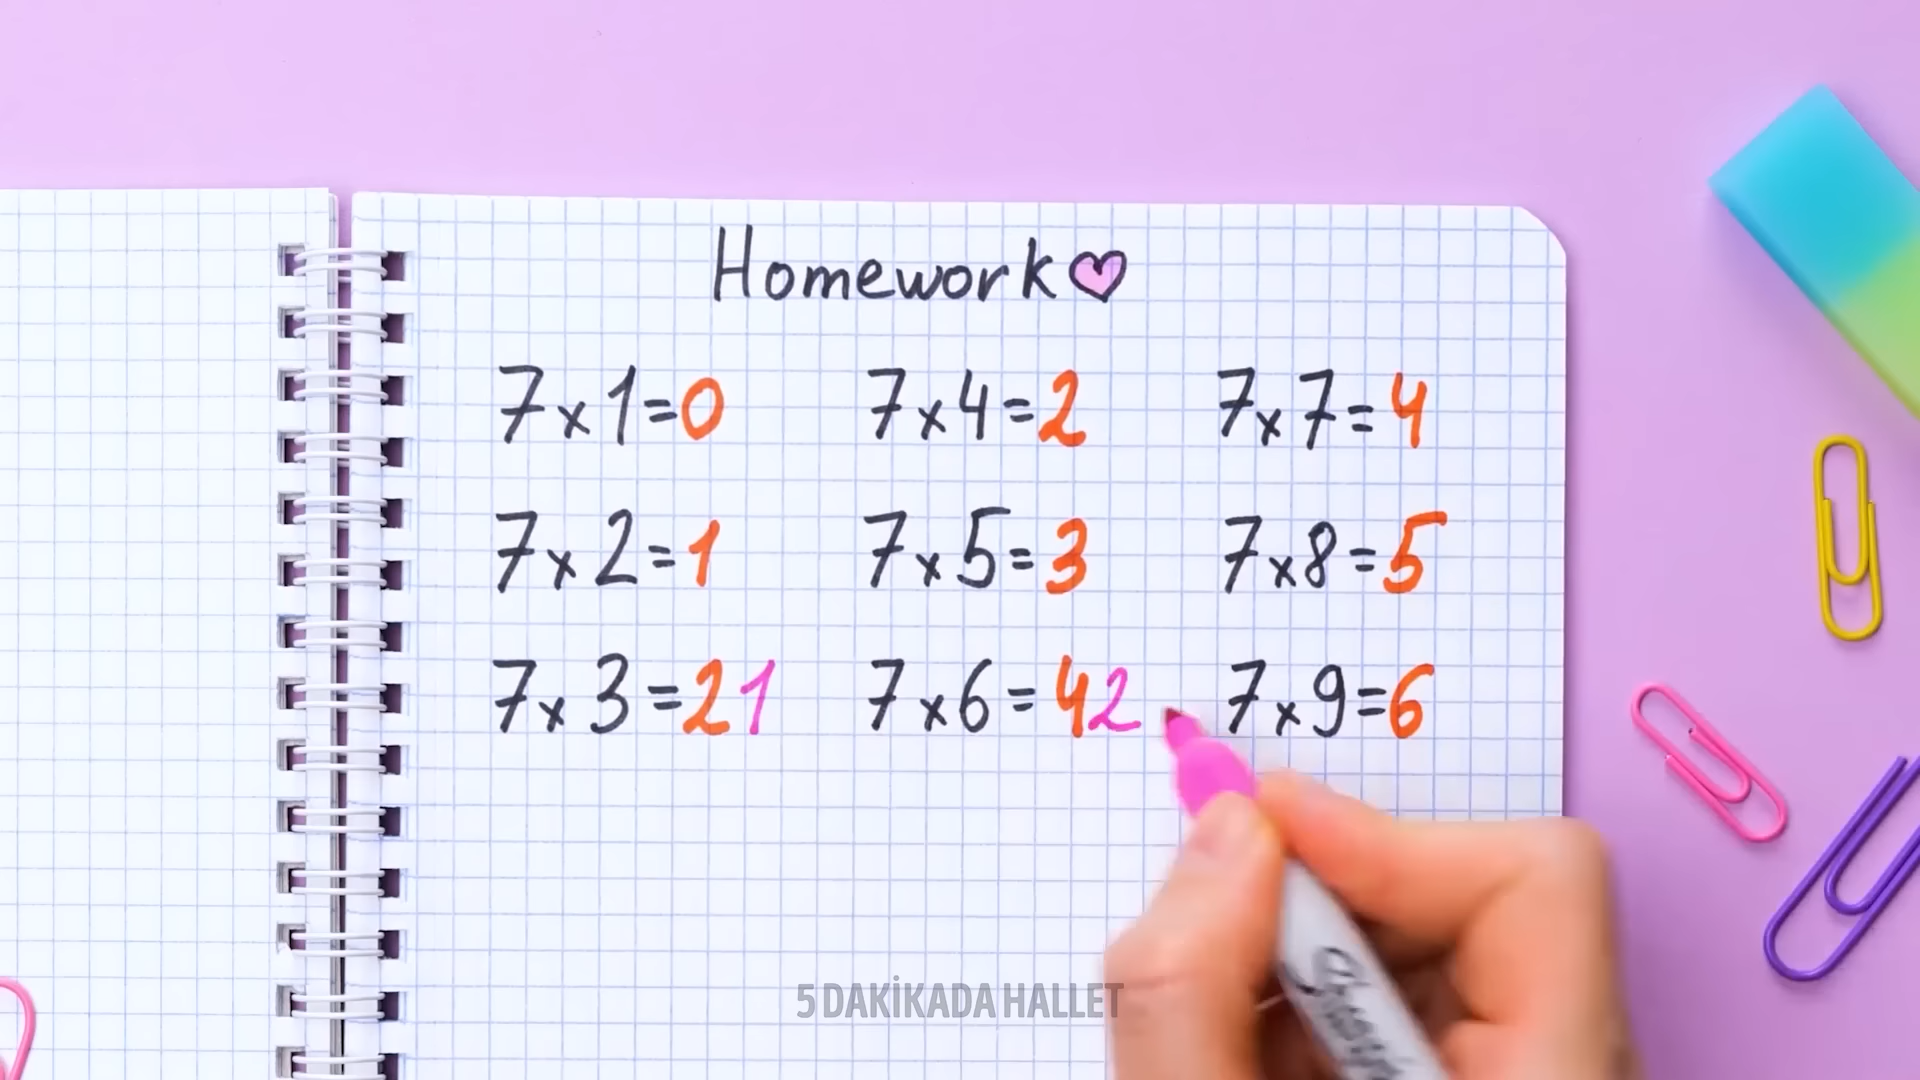 Homework
7x1=0 7x4=2 7x7=4
7x2=1 7x5=3 7x8=5
7x3=21 7x6=42 7x9=6
5 DAKİKADA HALLET